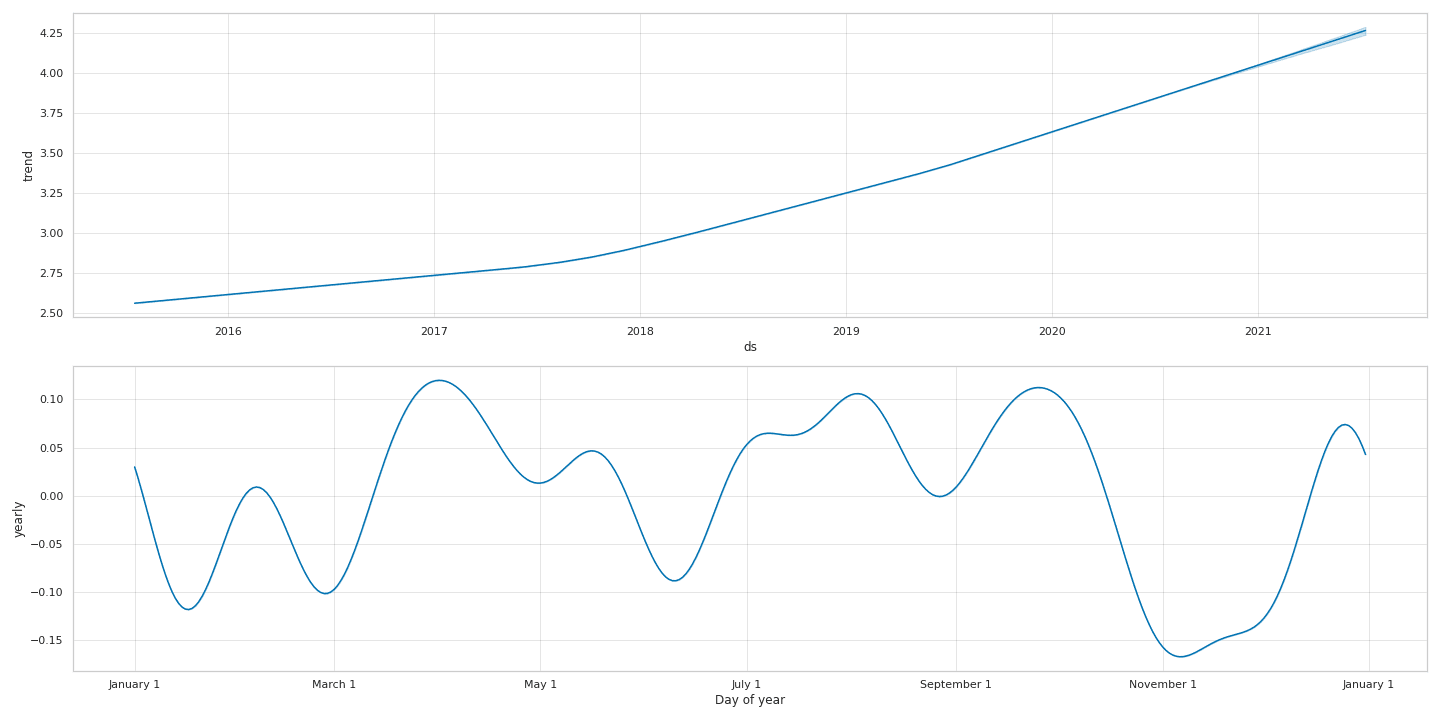 4.25
4.00
3.75
3.50
3.25
3.00
2.75
2.50
trend
2016 2017 2018 2019 2020 2021
ds
0.10
0.05
0.00
−0.05
−0.10
−0.15
yearly
January 1 March 1 May 1 July 1 September 1 November 1 January 1
Day of year